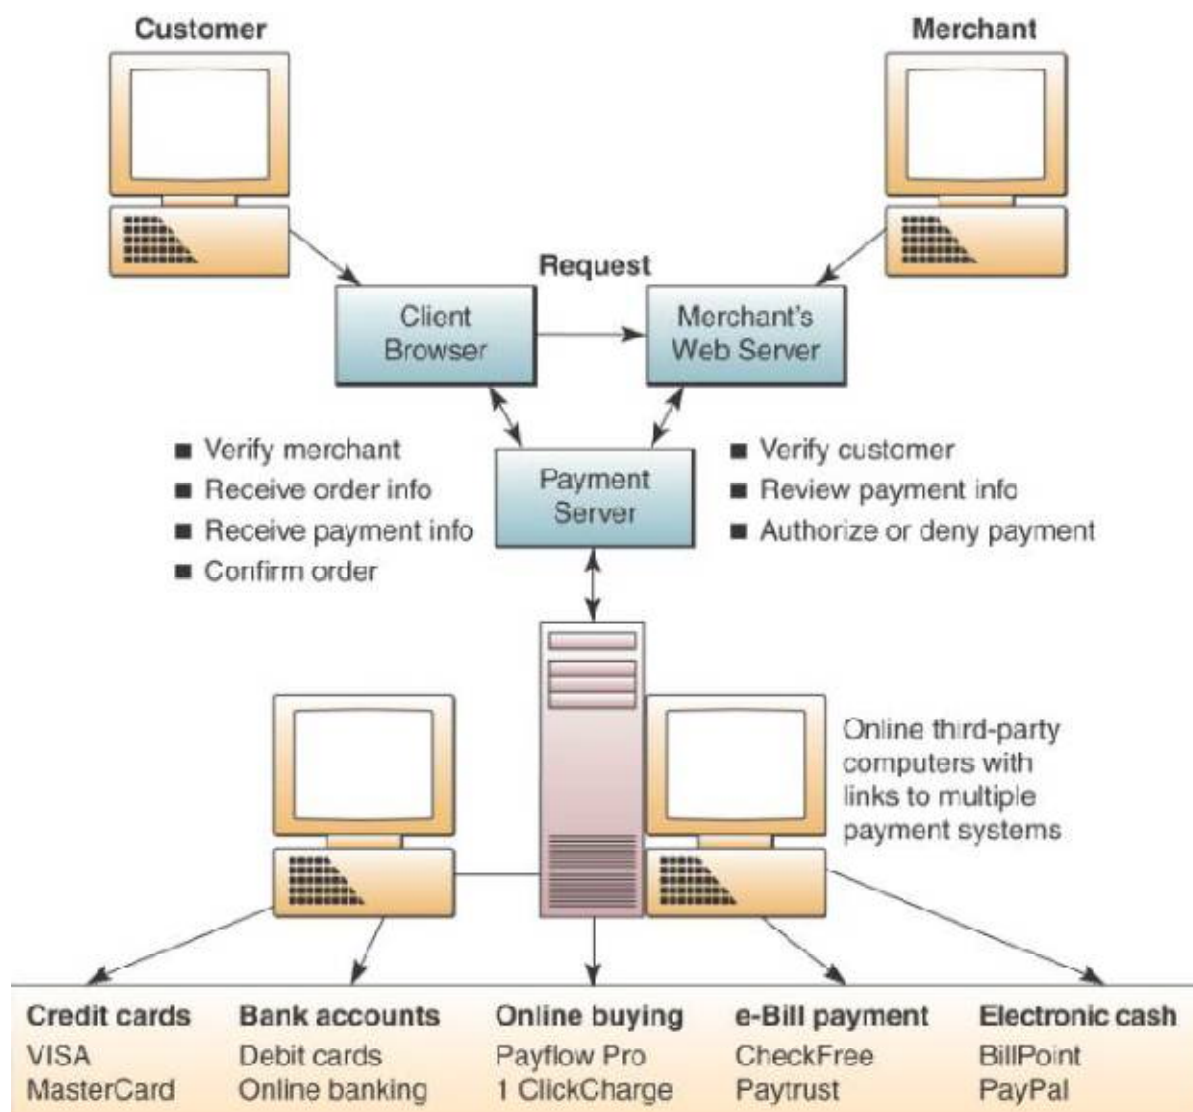 Customer
Merchant
Request
Client
Browser
Merchant's
Web Server
Verify merchant
Receive order info
Receive payment info
Confirm order
Payment
Server
Verify customer
Review payment info
Authorize or deny payment
Online third-party
computers with
links to multiple
payment systems
Credit cards
VISA
MasterCard
Bank accounts
Debit cards
Online banking
Online buying
Payflow Pro
1 ClickCharge
e-Bill payment
CheckFree
Paytrust
Electronic cash
BillPoint
PayPal